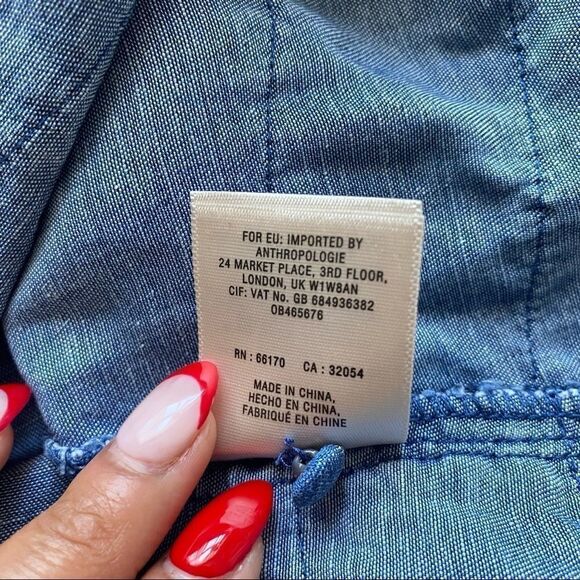 FOR EU: IMPORTED BY
ANTHROPOLOGIE
24 MARKET PLACE, 3RD FLOOR,
LONDON, UK W1W8AN
CIF: VAT No. GB 684936382
OB465676
RN : 66170 CA : 32054
MADE IN CHINA,
HECHO EN CHINA,
FABRIQUÉ EN CHINE